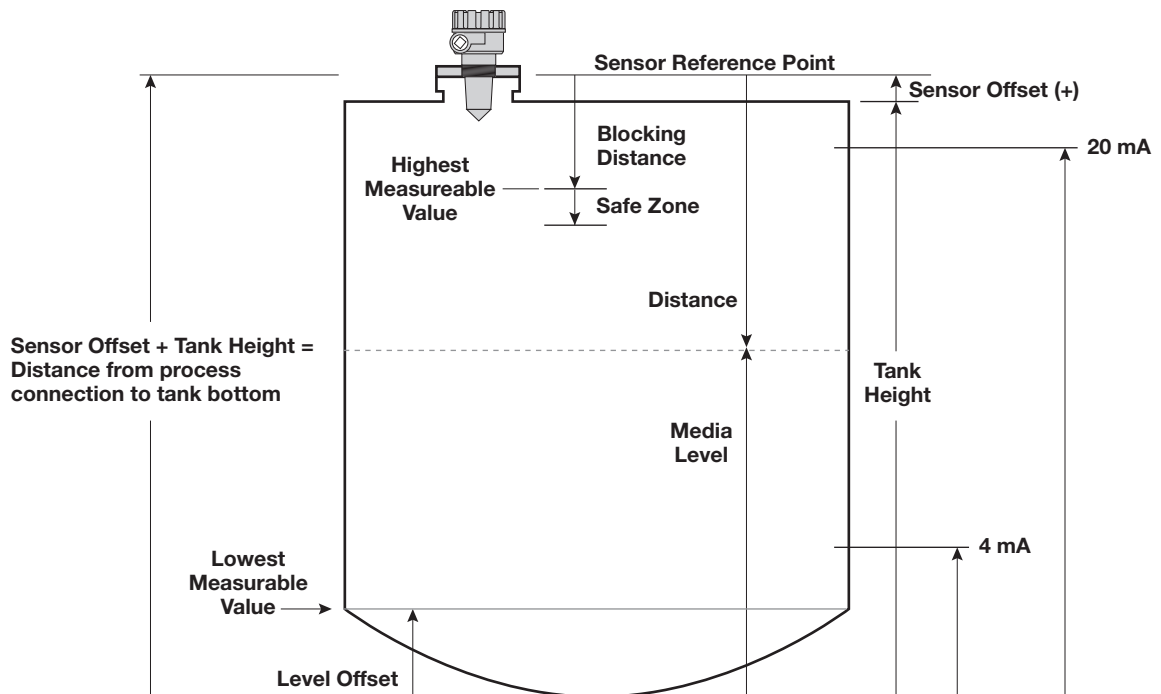 Sensor Reference Point
Sensor Offset (+)
Blocking
Distance
20 mA
Highest
Measureable
Value
Safe Zone
Distance
Sensor Offset + Tank Height =
Distance from process
connection to tank bottom
Tank
Height
Media
Level
4 mA
Lowest
Measurable
Value
Level Offset